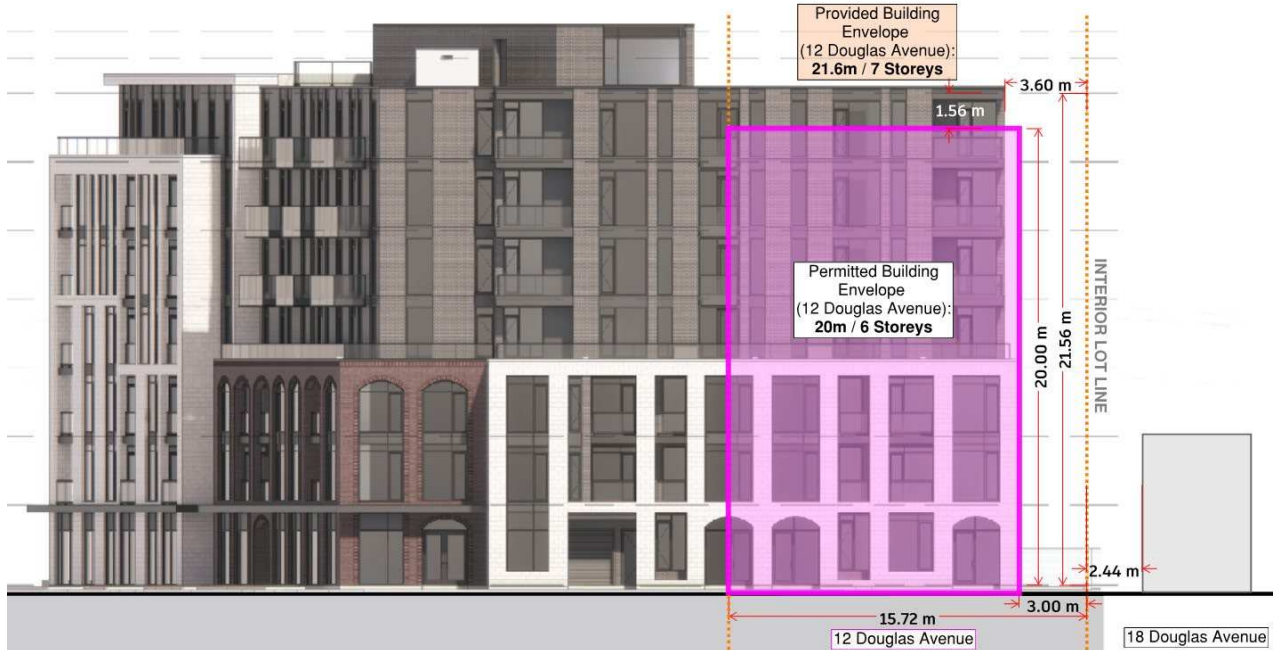 Provided Building
Envelope
(12 Douglas Avenue):
21.6m / 7 Storeys
3.60 m
1.56 m
Permitted Building
Envelope
(12 Douglas Avenue):
20m / 6 Storeys
20.00 m
21.56 m
INTERIOR LOT LINE
2.44 m
3.00 m
15.72 m
12 Douglas Avenue
18 Douglas Avenue